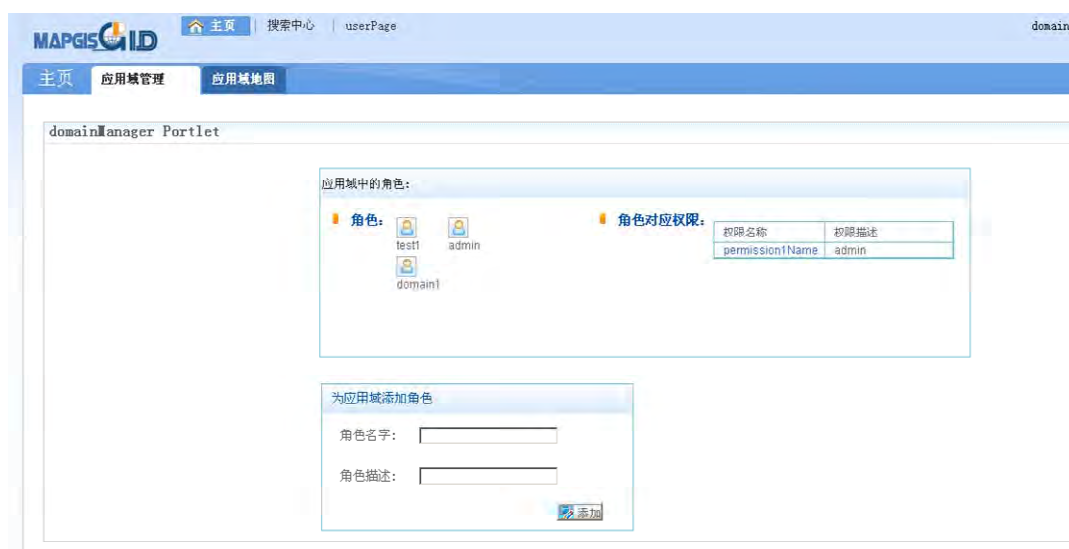 MAPGIS GRID 主页 | 搜索中心 | userPage domain
主页 应用域管理 应用域地图
domainManager Portlet
应用域中的角色:
角色: 角色对应权限:
test1 admin
domain1
权限名称 权限描述
permission1Name admin
为应用域添加角色
角色名字:
角色描述:
添加